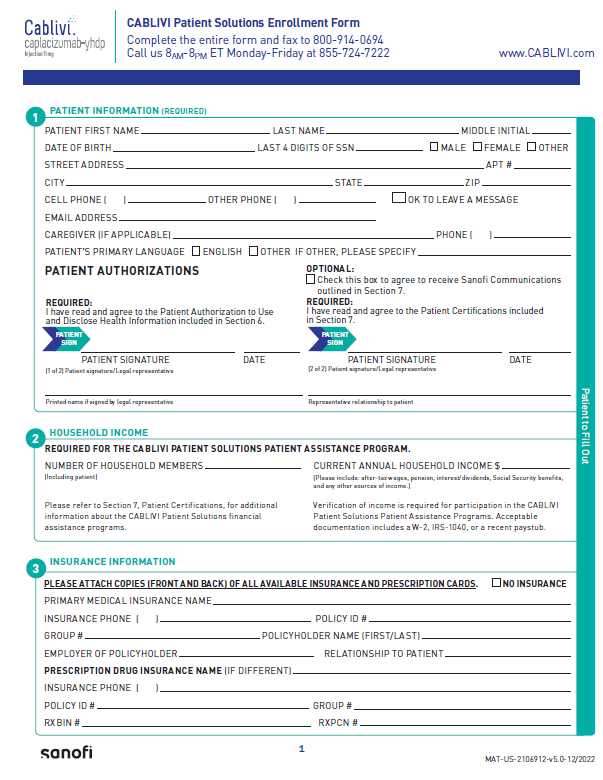 Cablivi.
caplacizumab-yhdp
Injection 11mg
CABLIVI Patient Solutions Enrollment Form
Complete the entire form and fax to 800-914-0694
Call us 8AM-8PM ET Monday-Friday at 855-724-7222
www.CABLIVI.com
1 PATIENT INFORMATION (REQUIRED)
PATIENT FIRST NAME LAST NAME MIDDLE INITIAL
DATE OF BIRTH LAST 4 DIGITS OF SSN MALE FEMALE OTHER
STREET ADDRESS APT #
CITY STATE ZIP
CELL PHONE ( ) OTHER PHONE ( ) OK TO LEAVE A MESSAGE
EMAIL ADDRESS
CAREGIVER (IF APPLICABLE) PHONE ( )
PATIENT'S PRIMARY LANGUAGE ENGLISH OTHER IF OTHER, PLEASE SPECIFY
PATIENT AUTHORIZATIONS
REQUIRED:
I have read and agree to the Patient Authorization to Use
and Disclose Health Information included in Section 6.
PATIENT
SIGN
PATIENT SIGNATURE DATE
(1 of 2) Patient signature/Legal representative
Printed name if signed by legal representative
OPTIONAL:
Check this box to agree to receive Sanofi Communications
outlined in Section 7.
REQUIRED:
I have read and agree to the Patient Certifications included
in Section 7.
PATIENT
SIGN
PATIENT SIGNATURE DATE
(2 of 2) Patient signature/Legal representative
Representative relationship to patient
Patient to Fill Out
2 HOUSEHOLD INCOME
REQUIRED FOR THE CABLIVI PATIENT SOLUTIONS PATIENT ASSISTANCE PROGRAM.
NUMBER OF HOUSEHOLD MEMBERS
(Including patient)
Please refer to Section 7, Patient Certifications, for additional
information about the CABLIVI Patient Solutions financial
assistance programs.
CURRENT ANNUAL HOUSEHOLD INCOME $
(Please include: after-tax wages, pension, interest/dividends, Social Security benefits,
and any other sources of income.)
Verification of income is required for participation in the CABLIVI
Patient Solutions Patient Assistance Programs. Acceptable
documentation includes a W-2, IRS-1040, or a recent paystub.
3 INSURANCE INFORMATION
PLEASE ATTACH COPIES (FRONT AND BACK) OF ALL AVAILABLE INSURANCE AND PRESCRIPTION CARDS. NO INSURANCE
PRIMARY MEDICAL INSURANCE NAME
INSURANCE PHONE ( ) POLICY ID #
GROUP # POLICYHOLDER NAME (FIRST/LAST)
EMPLOYER OF POLICYHOLDER RELATIONSHIP TO PATIENT
PRESCRIPTION DRUG INSURANCE NAME (IF DIFFERENT)
INSURANCE PHONE ( )
POLICY ID # GROUP #
RXBIN # RXPCN #
sanofi
1
MAT-US-2106912-v5.0-12/2022